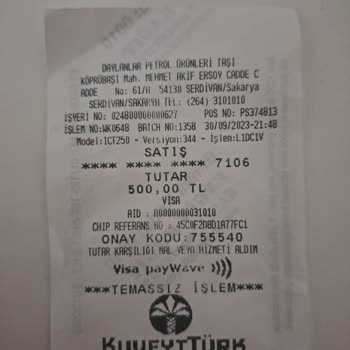 DAYLANLAR PETROL ÜRÜNLERİ TAŞI
KÖPRÜBAŞI Mah. MEHMET AKİF ERSOY CADDE C
ADDE No: 61/A 54130 SERDİVAN/Sakarya
SERDİVAN/SAKARYA TEL: (264) 3101010
İŞYERİ NO: 024800000000627 POS NO: PS374813
İŞLEM NO:WK0648 BATCH NO:1358 30/09/2023-21:48
Model:ICT250 - Versiyon:344 - İşlen:L1DC1V
SATIŞ
**** **** **** 7106
TUTAR
500,00 TL
VISA
AID : A0000000031010
CHIP REFERANS NO : 45C0F2D8D1A77FC1
ONAY KODU:755540
TUTAR KARŞILIĞI MAL VEYA HİZMETİ ALDIM
Visa payWave
***TEMASSIZ İŞLEM***
KUVEYTTÜRK